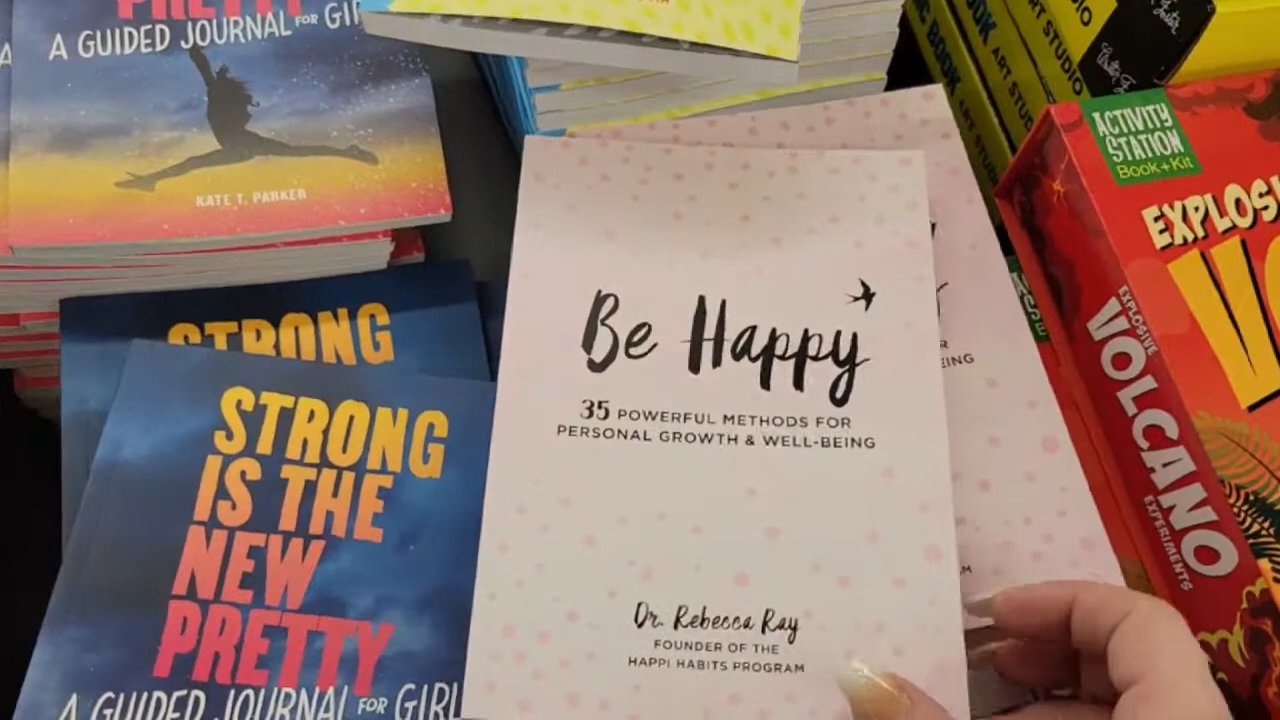 PRETTY
A GUIDED JOURNAL FOR
KATE T. PARKER
STRONG
STRONG
IS THE
NEW
PRETTY
A GUIDED JOURNAL FOR GIRL
Be Happy
35 POWERFUL METHODS FOR
PERSONAL GROWTH & WELL-BEING
Dr. Rebecca Ray
FOUNDER OF THE
HAPPI HABITS PROGRAM
BOOK ART STUDIO
ACTIVITY
STATION
Book+Kit
EXPLOSI
EXPLOSIVE
VOLCANO
EXPERIMENTS